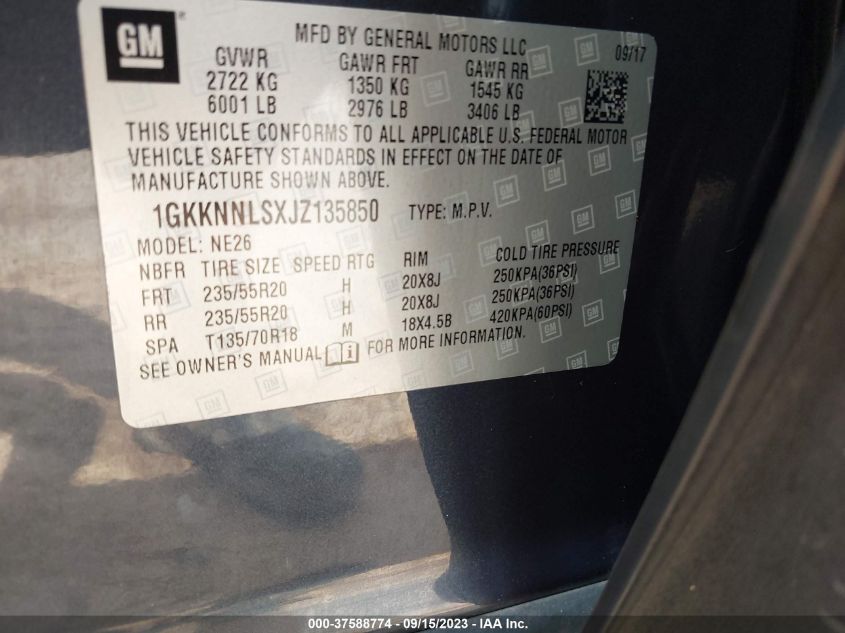 GM
MFD BY GENERAL MOTORS LLC
09/17
GVWR GAWR FRT GAWR RR
2722 KG 1350 KG 1545 KG
6001 LB 2976 LB 3406 LB
THIS VEHICLE CONFORMS TO ALL APPLICABLE U.S. FEDERAL MOTOR
VEHICLE SAFETY STANDARDS IN EFFECT ON THE DATE OF
MANUFACTURE SHOWN ABOVE.
1GKKNNLSXJZ135850 TYPE: M.P.V.
MODEL: NE26
NBFR TIRE SIZE SPEED RTG RIM COLD TIRE PRESSURE
FRT 235/55R20 H 20X8J 250KPA(36PSI)
RR 235/55R20 H 20X8J 250KPA(36PSI)
SPA T135/70R18 M 18X4.5B 420KPA(60PSI)
SEE OWNER'S MANUAL i FOR MORE INFORMATION.
000-37588774 - 09/15/2023 - IAA Inc.